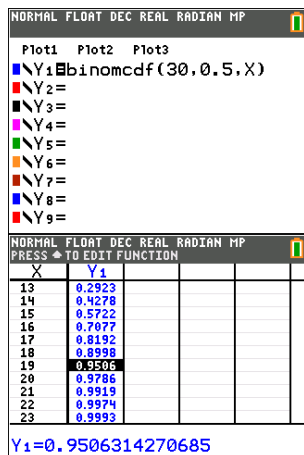 NORMAL FLOAT DEC REAL RADIAN MP
Plot1 Plot2 Plot3
\Y1=binomcdf(30,0.5,X)
\Y2=
\Y3=
\Y4=
\Y5=
\Y6=
\Y7=
\Y8=
\Y9=
NORMAL FLOAT DEC REAL RADIAN MP
PRESS ▲ TO EDIT FUNCTION
X Y1
13 0.2923
14 0.4278
15 0.5722
16 0.7077
17 0.8192
18 0.8998
19 0.9506
20 0.9786
21 0.9919
22 0.9974
23 0.9993
Y1=0.9506314270685